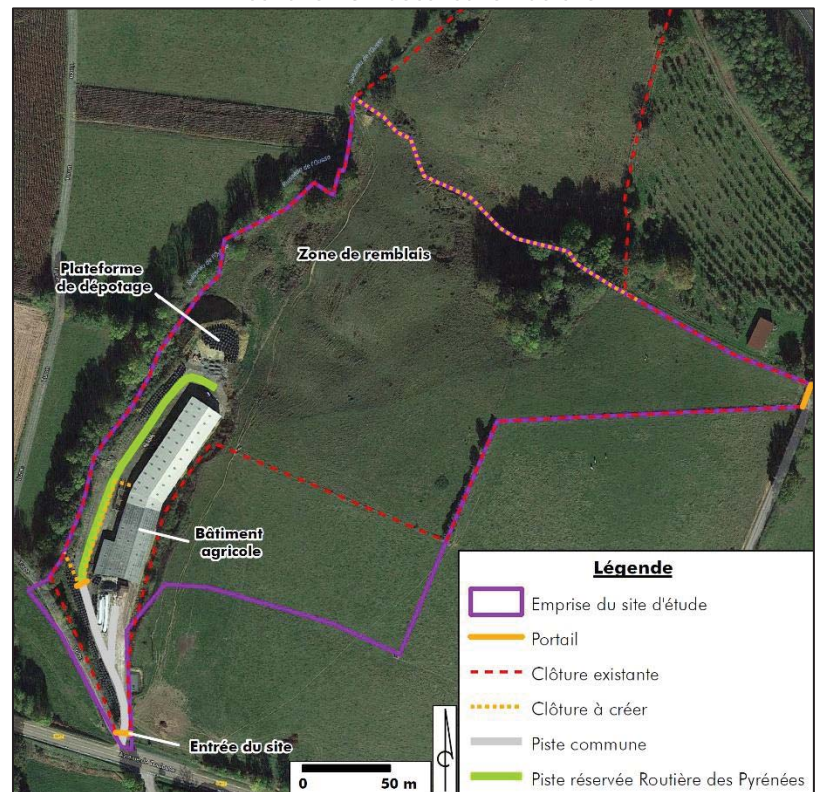 Zone de remblais
Plateforme
de dépotage
Bâtiment
agricole
Entrée du site
0 50 m
Légende
Emprise du site d'étude
Portail
Clôture existante
Clôture à créer
Piste commune
Piste réservée Routière des Pyrénées